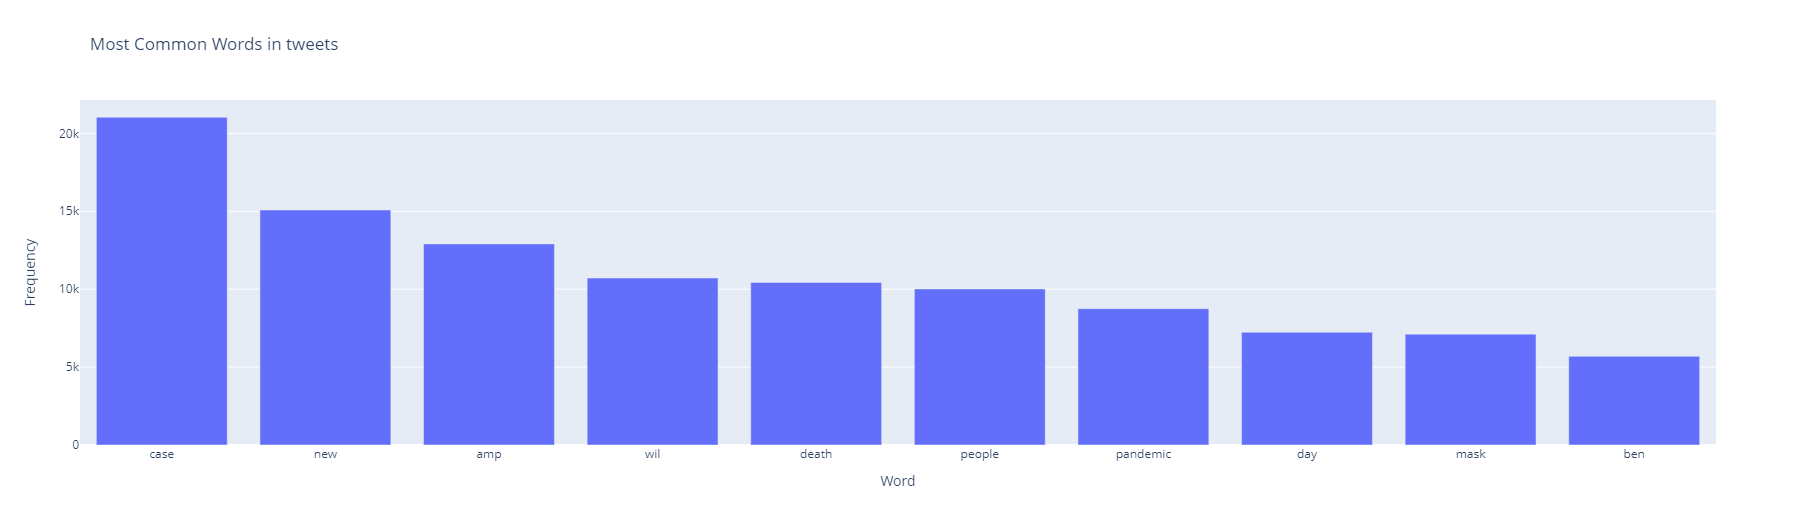 Most Common Words in tweets
20k
15k
10k
5k
0
Frequency
case new amp wil death people pandemic day mask ben
Word